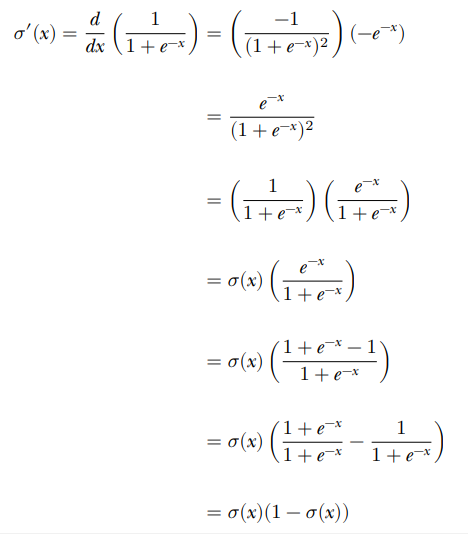 σ′(x) = d/dx (1/(1 + e^{−x})) = (−1/(1 + e^{−x})²) (−e^{−x})
= e^{−x}/(1 + e^{−x})²
= (1/(1 + e^{−x})) (e^{−x}/(1 + e^{−x}))
= σ(x) (e^{−x}/(1 + e^{−x}))
= σ(x) ((1 + e^{−x} − 1)/(1 + e^{−x}))
= σ(x) ((1 + e^{−x})/(1 + e^{−x}) − 1/(1 + e^{−x}))
= σ(x)(1 − σ(x))